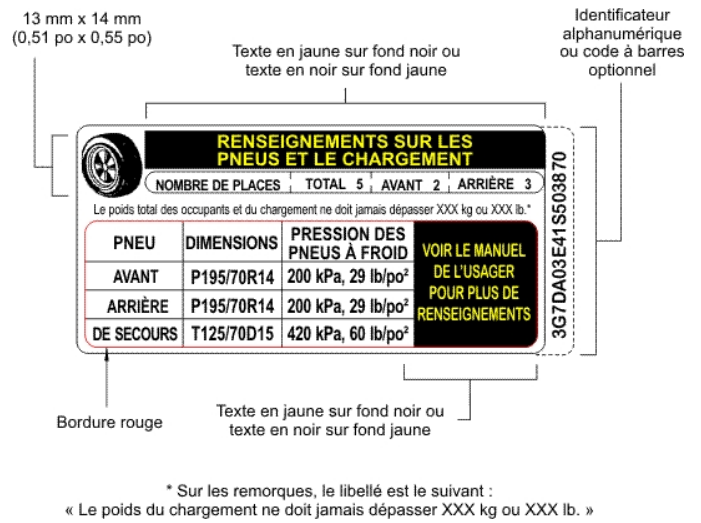 13 mm x 14 mm
(0,51 po x 0,55 po)
Texte en jaune sur fond noir ou
texte en noir sur fond jaune
Identificateur
alphanumérique
ou code à barres
optionnel
RENSEIGNEMENTS SUR LES
PNEUS ET LE CHARGEMENT
NOMBRE DE PLACES TOTAL 5 AVANT 2 ARRIÈRE 3
Le poids total des occupants et du chargement ne doit jamais dépasser XXX kg ou XXX lb.*
PNEU DIMENSIONS PRESSION DES PNEUS À FROID
AVANT P195/70R14 200 kPa, 29 lb/po²
ARRIÈRE P195/70R14 200 kPa, 29 lb/po²
DE SECOURS T125/70D15 420 kPa, 60 lb/po²
VOIR LE MANUEL
DE L'USAGER
POUR PLUS DE
RENSEIGNEMENTS
3G7DA03E41S503870
Bordure rouge
Texte en jaune sur fond noir ou
texte en noir sur fond jaune
* Sur les remorques, le libellé est le suivant :
« Le poids du chargement ne doit jamais dépasser XXX kg ou XXX lb. »